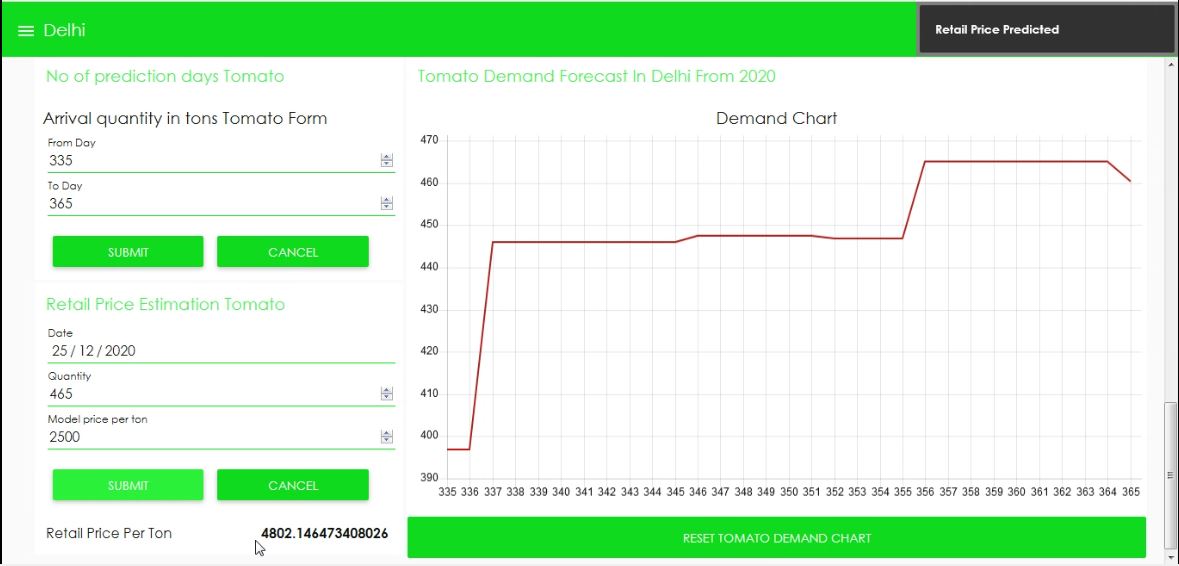 Delhi
Retail Price Predicted
No of prediction days Tomato
Arrival quantity in tons Tomato Form
From Day
335
To Day
365
SUBMIT CANCEL
Retail Price Estimation Tomato
Date
25 / 12 / 2020
Quantity
465
Model price per ton
2500
SUBMIT CANCEL
Retail Price Per Ton 4802.146473408026
Tomato Demand Forecast In Delhi From 2020
Demand Chart
470
460
450
440
430
420
410
400
390
335 336 337 338 339 340 341 342 343 344 345 346 347 348 349 350 351 352 353 354 355 356 357 358 359 360 361 362 363 364 365
RESET TOMATO DEMAND CHART